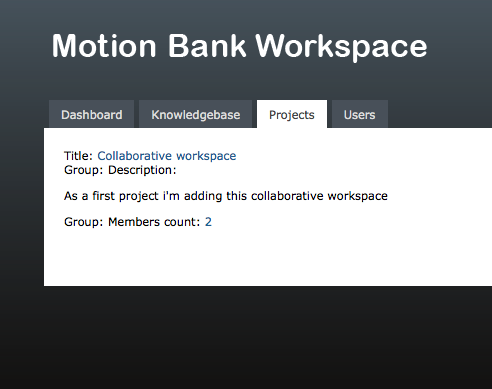 Motion Bank Workspace
Dashboard Knowledgebase Projects Users
Title: Collaborative workspace
Group: Description:
As a first project i'm adding this collaborative workspace
Group: Members count: 2